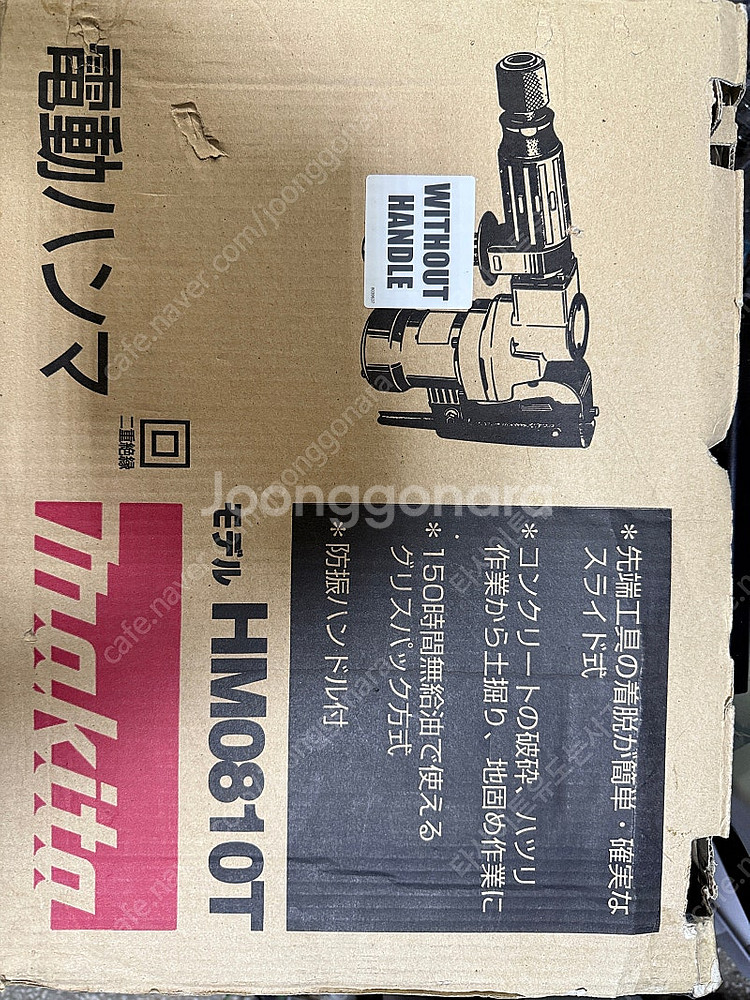 電動ハンマ
WITHOUT
HANDLE
二重絶縁
makita
モデル HM0810T
*先端工具の着脱が簡単・確実な
スライド式
*コンクリートの破砕、ハツリ
作業から土掘り、地固め作業に
*150時間無給油で使える
グリスパック方式
*防振ハンドル付
Joonggonara
cafe.naver.com/joonggonara